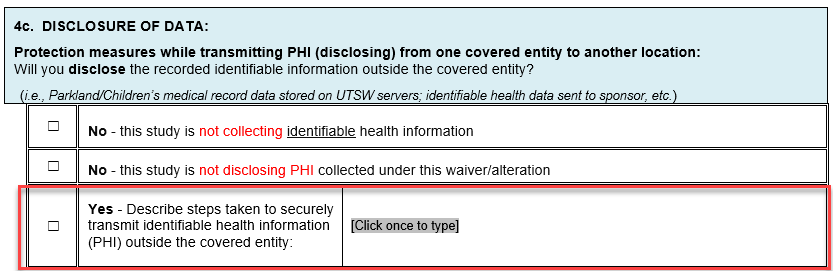 4c. DISCLOSURE OF DATA:
Protection measures while transmitting PHI (disclosing) from one covered entity to another location:
Will you disclose the recorded identifiable information outside the covered entity?
(i.e., Parkland/Children's medical record data stored on UTSW servers; identifiable health data sent to sponsor, etc.)
☐ No - this study is not collecting identifiable health information
☐ No - this study is not disclosing PHI collected under this waiver/alteration
☐ Yes - Describe steps taken to securely
transmit identifiable health information
(PHI) outside the covered entity:
[Click once to type]